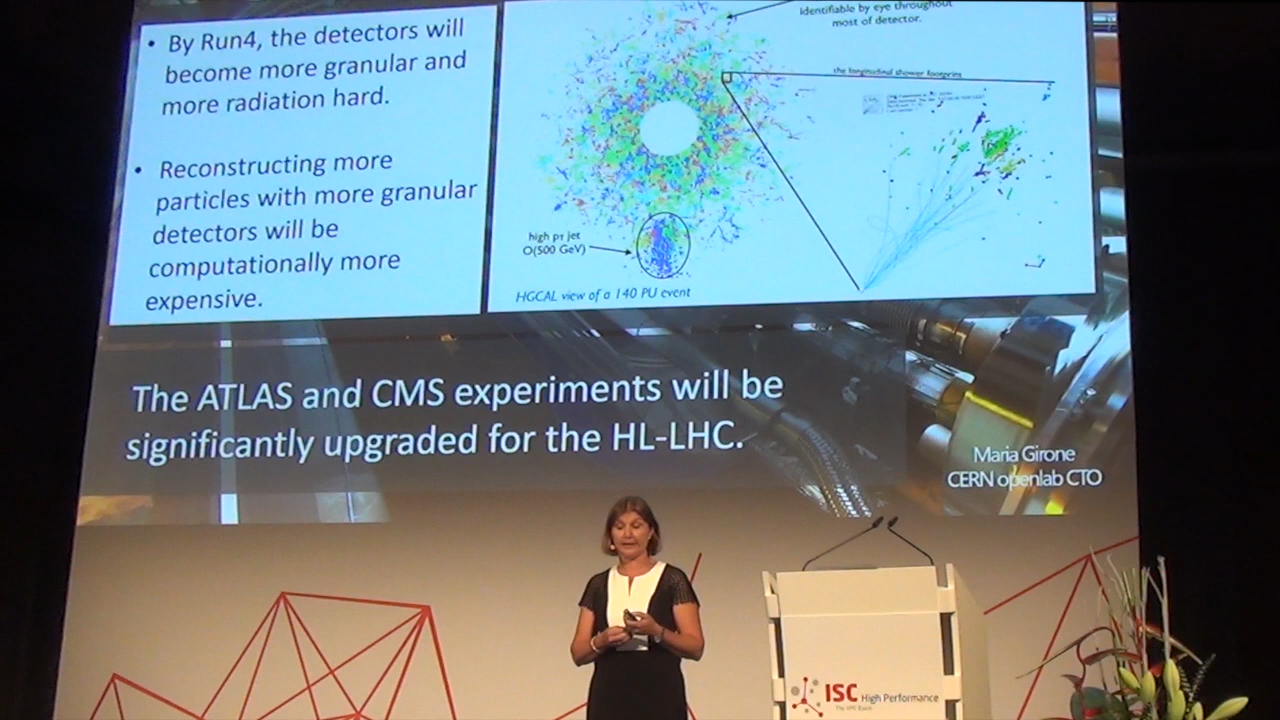 • By Run4, the detectors will
become more granular and
more radiation hard.
• Reconstructing more
particles with more granular
detectors will be
computationally more
expensive.
Identifiable by eye throughout
most of detector.
the longitudinal shower footprint
high pT jet
O(500 GeV)
HGCAL view of a 140 PU event
The ATLAS and CMS experiments will be
significantly upgraded for the HL-LHC.
Maria Girone
CERN openlab CTO
ISC High Performance